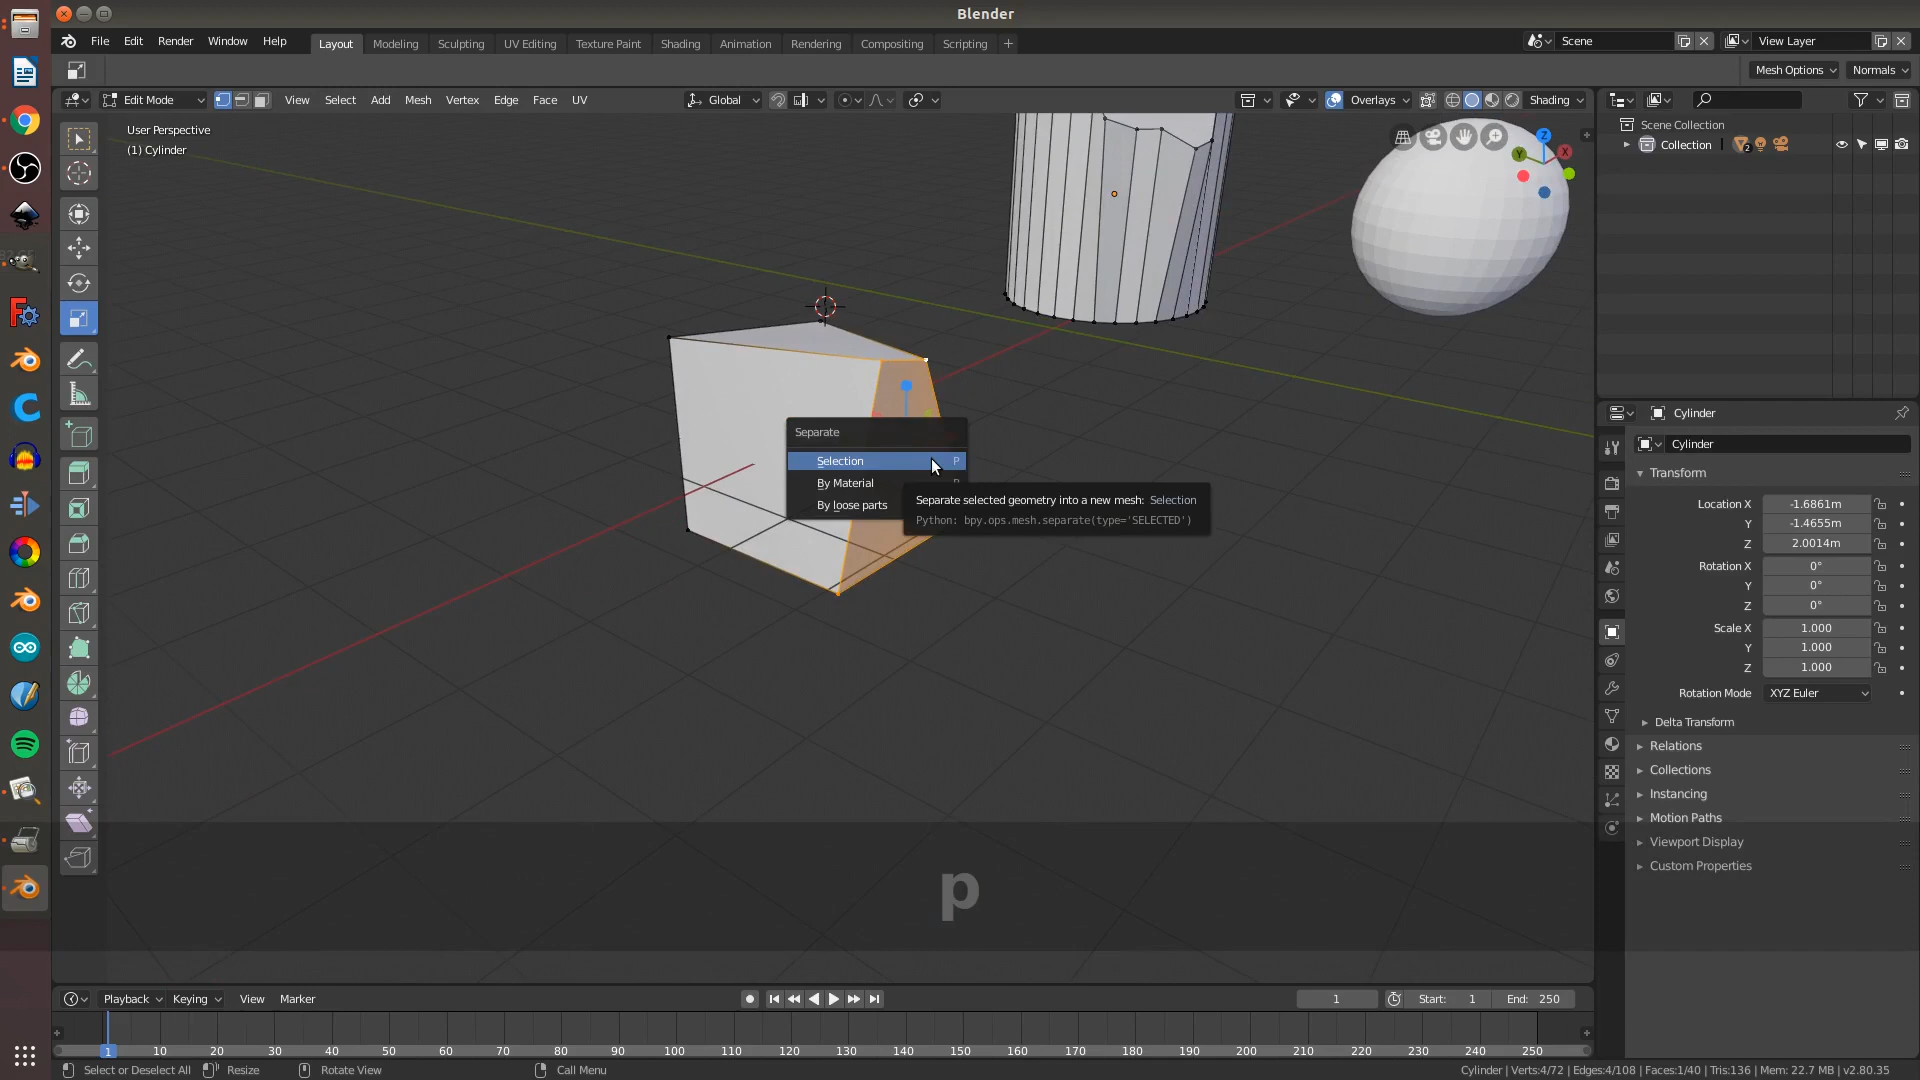 Blender
File Edit Render Window Help
Layout Modeling Sculpting UV Editing Texture Paint Shading Animation Rendering Compositing Scripting +
Scene
View Layer
Mesh Options
Normals
Edit Mode
View Select Add Mesh Vertex Edge Face UV
Global
Overlays
Shading
User Perspective
(1) Cylinder
Z
Y
X
Scene Collection
Collection
2
Separate
Selection P
By Material
By loose parts
Separate selected geometry into a new mesh: Selection
Python: bpy.ops.mesh.separate(type='SELECTED')
Cylinder
Cylinder
Transform
Location X -1.6861m
Y -1.4655m
Z 2.0014m
Rotation X 0°
Y 0°
Z 0°
Scale X 1.000
Y 1.000
Z 1.000
Rotation Mode XYZ Euler
Delta Transform
Relations
Collections
Instancing
Motion Paths
Viewport Display
Custom Properties
p
Playback Keying View Marker
1
Start: 1
End: 250
1 10 20 30 40 50 60 70 80 90 100 110 120 130 140 150 160 170 180 190 200 210 220 230 240 250
Select or Deselect All
Resize
Rotate View
Call Menu
Cylinder | Verts:4/72 | Edges:4/108 | Faces:1/40 | Tris:136 | Mem: 22.7 MB | v2.80.35